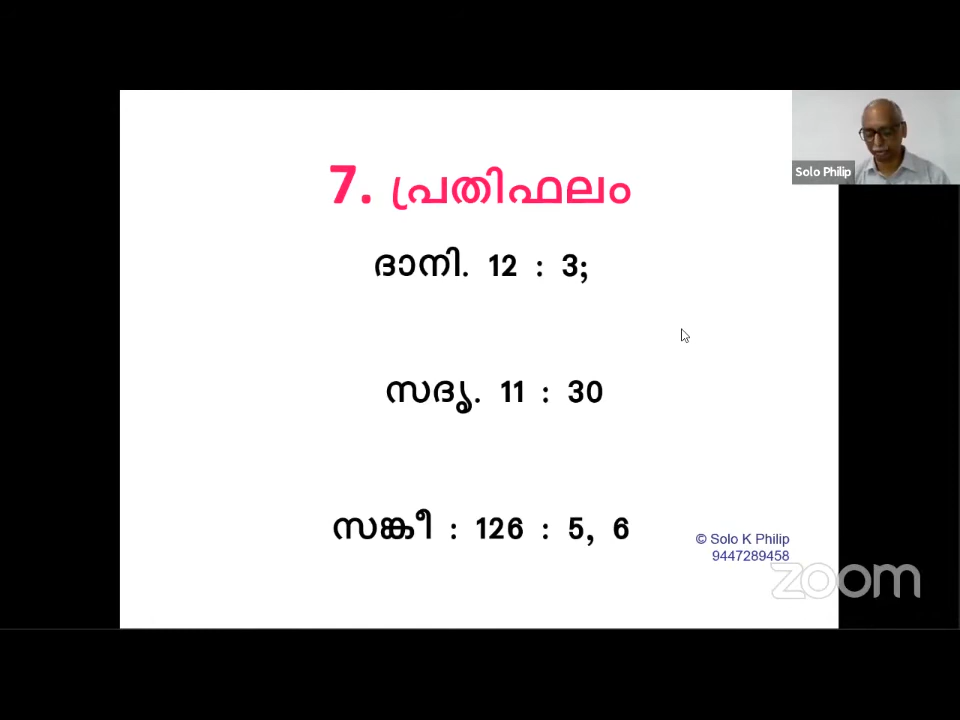 Solo Philip
7. പ്രതിഫലം
ദാനി. 12 : 3;
സദൃ. 11 : 30
സങ്കീ : 126 : 5, 6
© Solo K Philip
9447289458
zoom